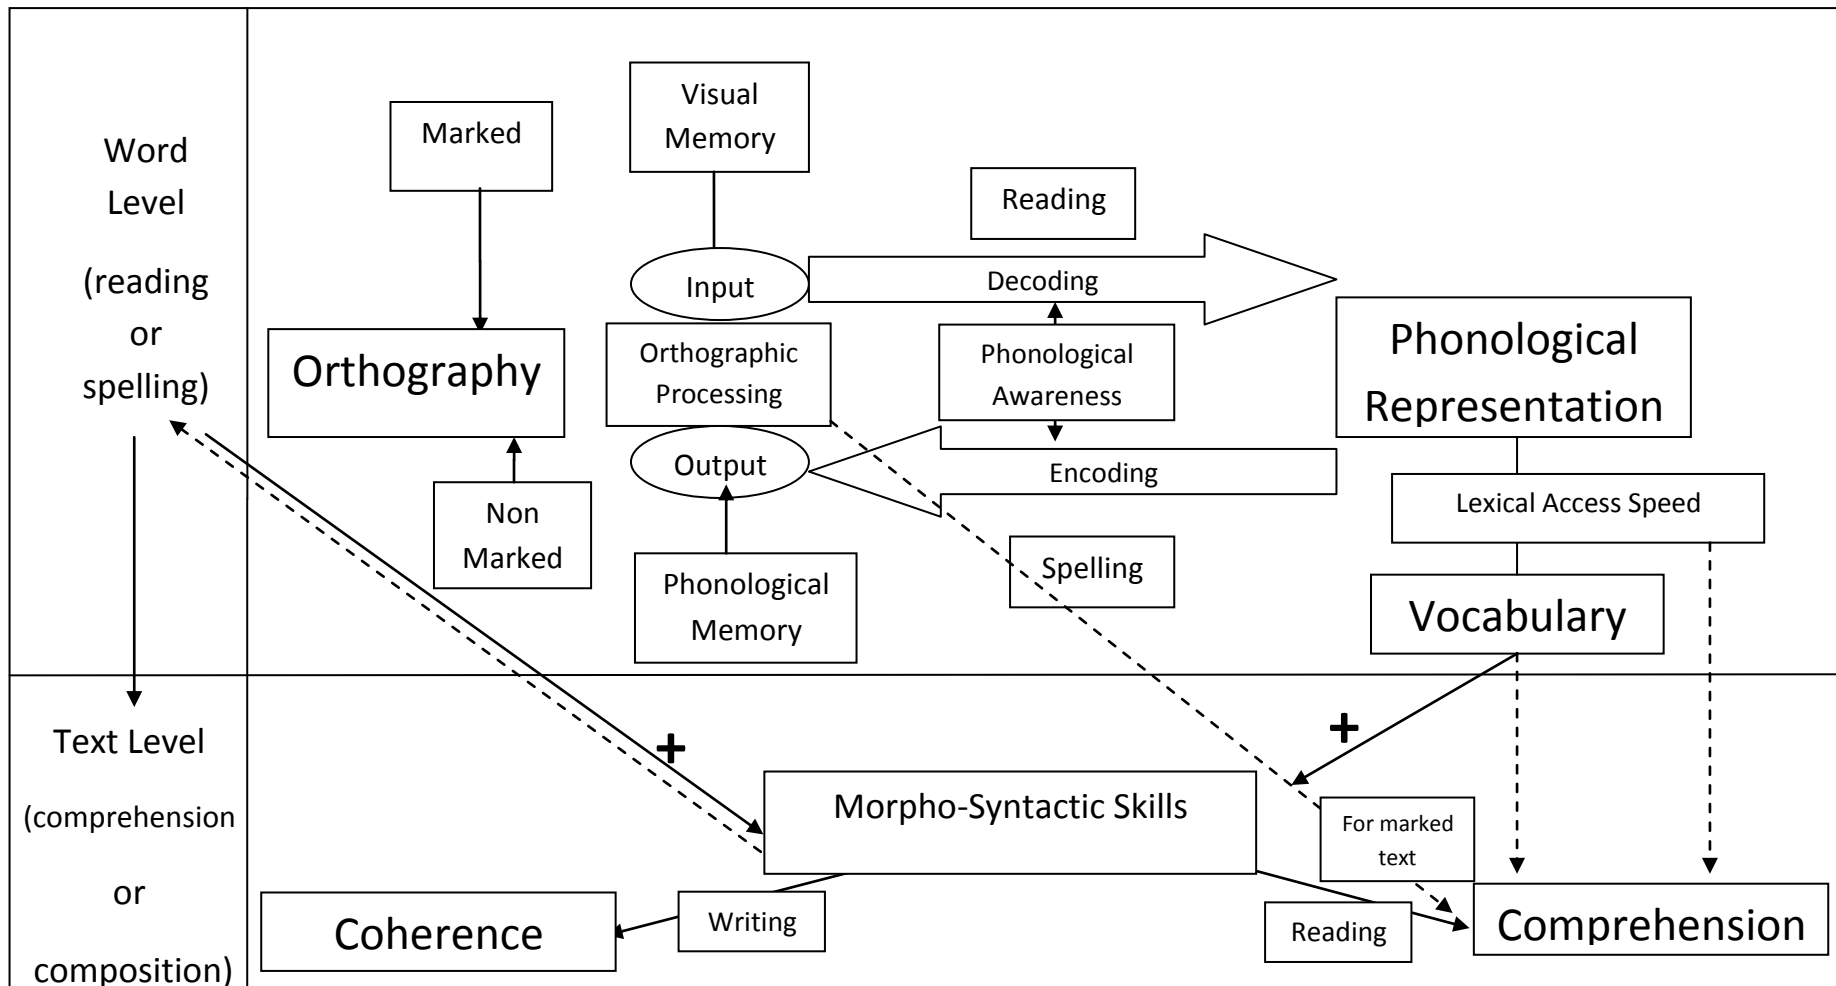 Word
Level
(reading
or
spelling)
Marked
Orthography
Non
Marked
Visual
Memory
Input
Orthographic
Processing
Output
Phonological
Memory
Reading
Decoding
Phonological
Awareness
Encoding
Spelling
Phonological
Representation
Lexical Access Speed
Vocabulary
Text Level
(comprehension
or
composition)
+
+
Morpho-Syntactic Skills
For marked
text
Coherence
Writing
Reading
Comprehension